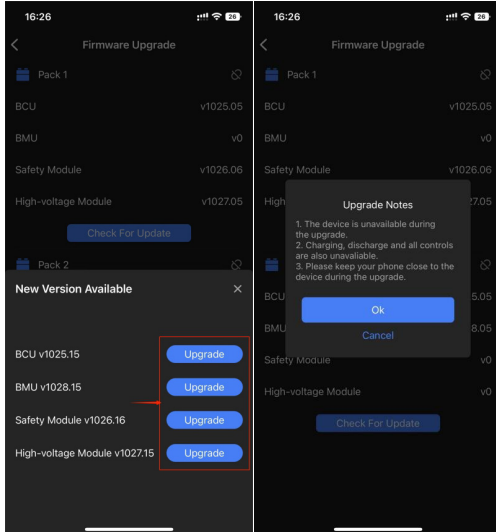 16:26
26
Firmware Upgrade
Pack 1
BCU v1025.05
BMU v0
Safety Module v1026.06
High-voltage Module v1027.05
Check For Update
Pack 2
New Version Available
BCU v1025.15 Upgrade
BMU v1028.15 Upgrade
Safety Module v1026.16 Upgrade
High-voltage Module v1027.15 Upgrade
16:26
26
Firmware Upgrade
Pack 1
BCU v1025.05
BMU v0
Safety Module v1026.06
High 7.05
Upgrade Notes
1. The device is unavailable during
the upgrade.
2. Charging, discharge and all controls
are also unavaliable.
3. Please keep your phone close to the
device during the upgrade.
Ok
Cancel
BCU 5.05
BMU 8.05
Safety Module v0
High-voltage Module v0
Check For Update